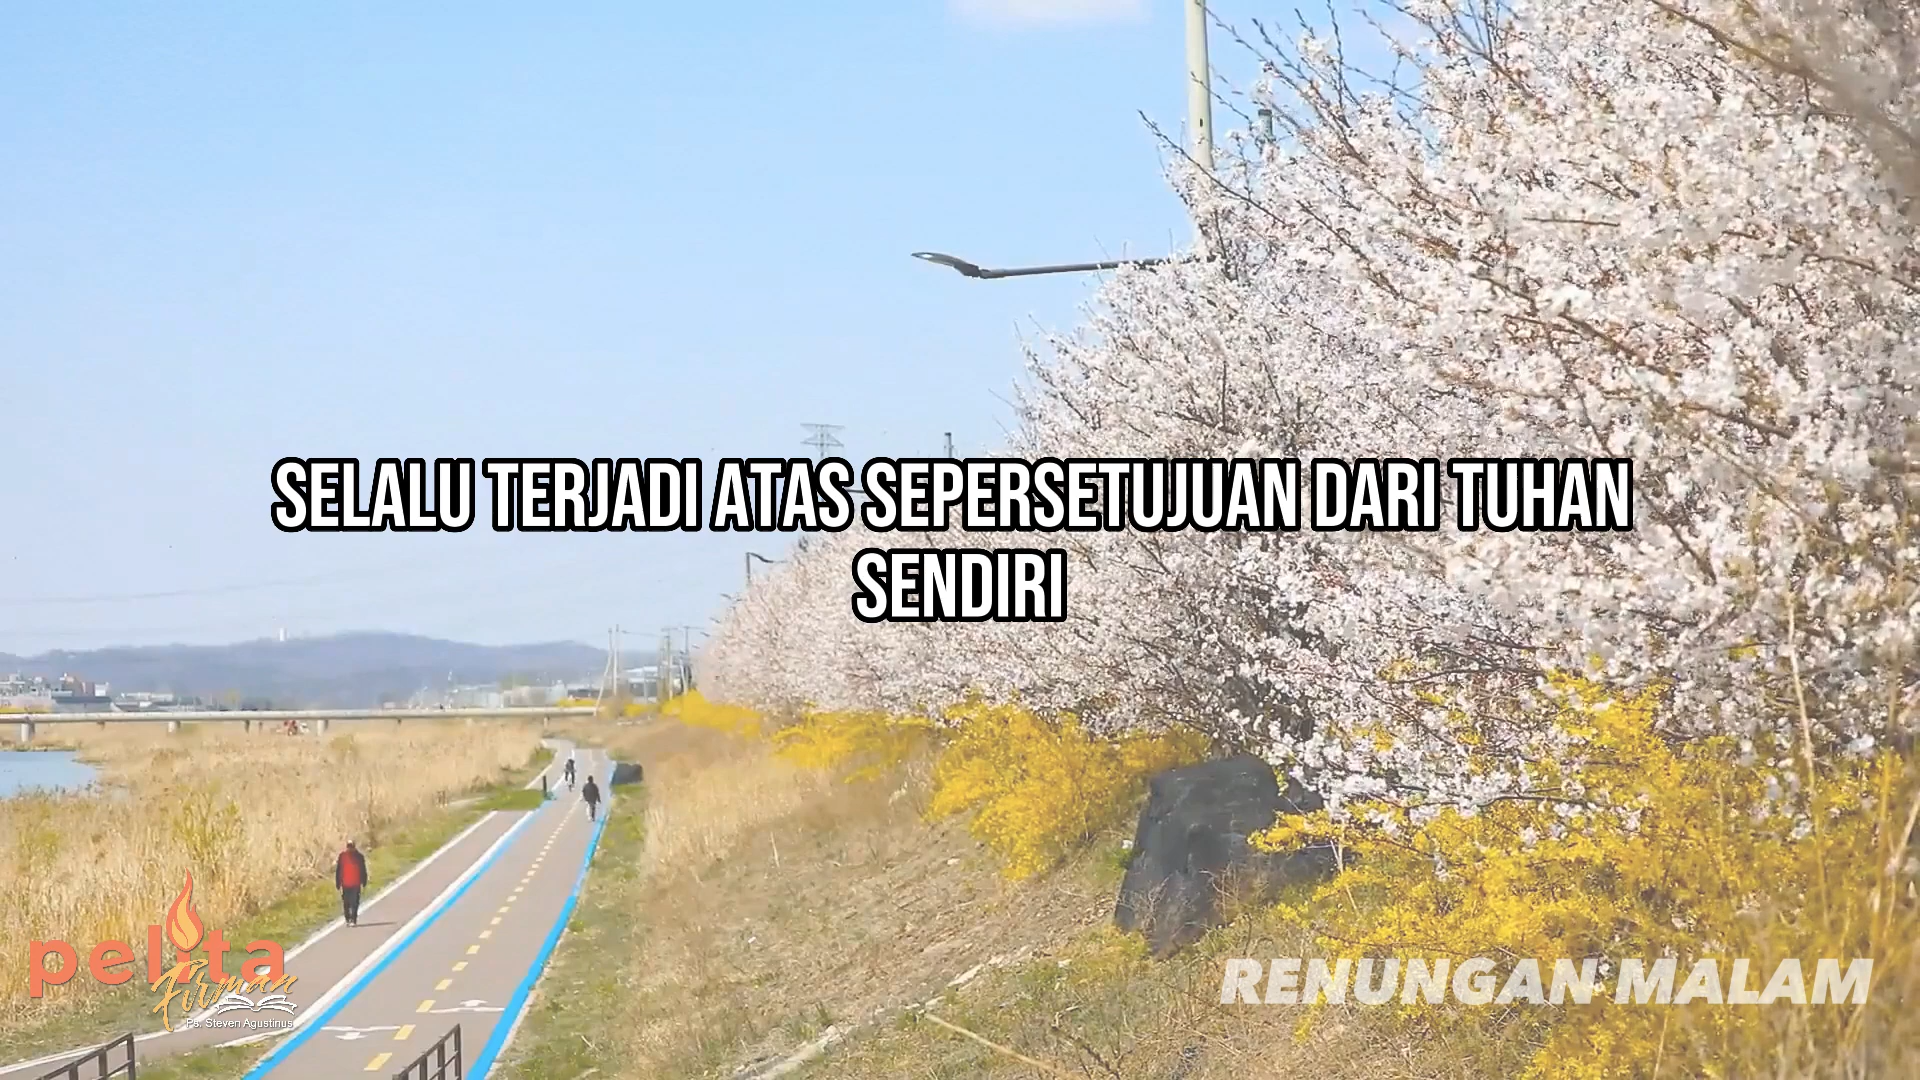 SELALU TERJADI ATAS SEPERSETUJUAN DARI TUHAN
SENDIRI
pelita
Firman
Ps. Steven Agustinus
RENUNGAN MALAM